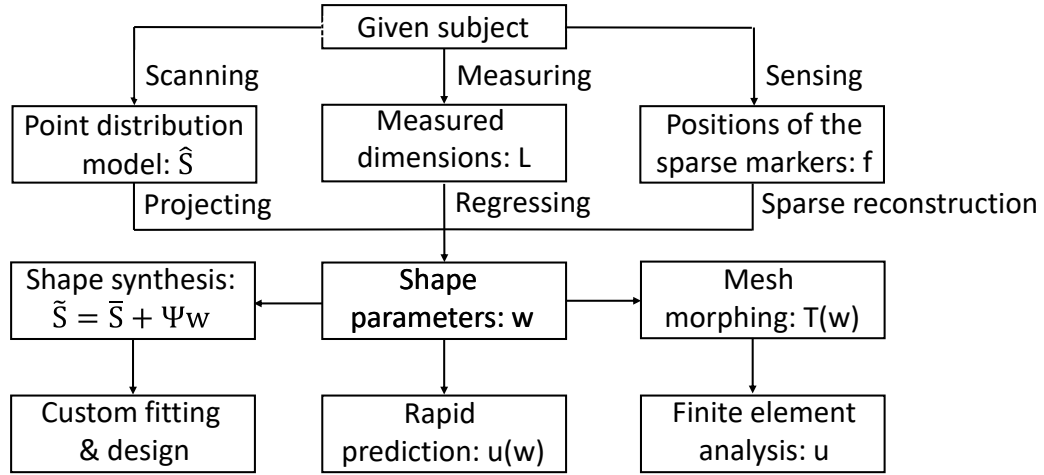 Given subject
Scanning
Measuring
Sensing
Point distribution
model: Ŝ
Measured
dimensions: L
Positions of the
sparse markers: f
Projecting
Regressing
Sparse reconstruction
Shape synthesis:
S̃ = S̄ + Ψw
Shape
parameters: w
Mesh
morphing: T(w)
Custom fitting
& design
Rapid
prediction: u(w)
Finite element
analysis: u